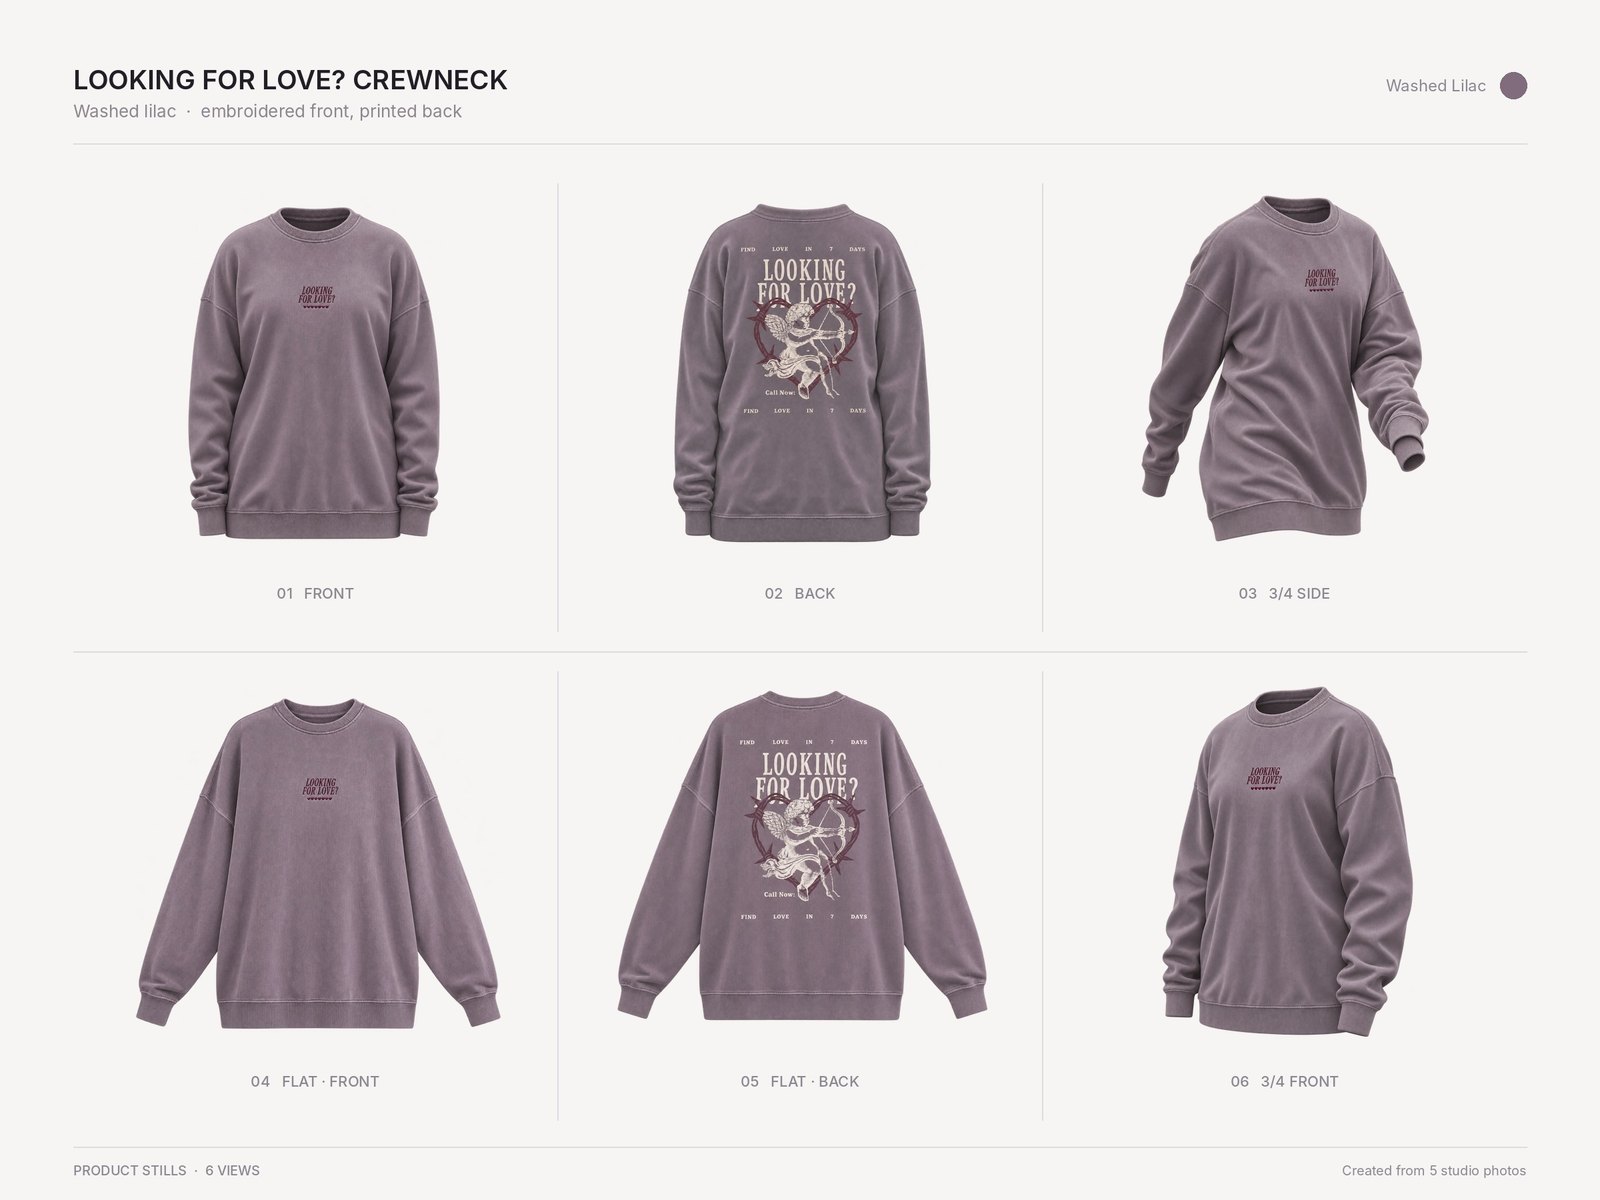 LOOKING FOR LOVE? CREWNECK
Washed lilac · embroidered front, printed back
Washed Lilac
LOOKING
FOR LOVE?
FIND LOVE IN 7 DAYS
LOOKING
FOR LOVE?
Call Now:
FIND LOVE IN 7 DAYS
LOOKING
FOR LOVE?
01 FRONT
02 BACK
03 3/4 SIDE
LOOKING
FOR LOVE?
FIND LOVE IN 7 DAYS
LOOKING
FOR LOVE?
Call Now:
FIND LOVE IN 7 DAYS
LOOKING
FOR LOVE?
04 FLAT · FRONT
05 FLAT · BACK
06 3/4 FRONT
PRODUCT STILLS · 6 VIEWS
Created from 5 studio photos